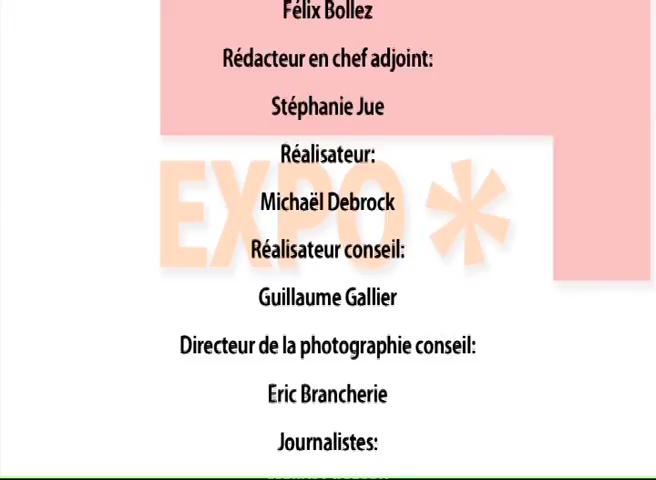 Félix Bollez
Rédacteur en chef adjoint:
Stéphanie Jue
Réalisateur:
EXPO*
Michaël Debrock
Réalisateur conseil:
Guillaume Gallier
Directeur de la photographie conseil:
Eric Brancherie
Journalistes: